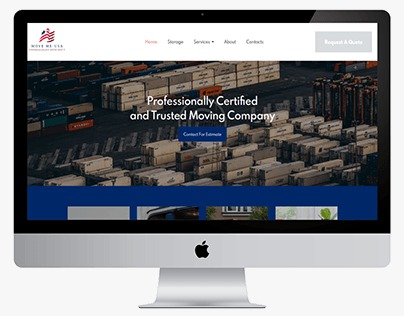 MOVE ME USA
Home Storage Services About Contacts
Request A Quote
Professionally Certified
and Trusted Moving Company
Contact For Estimate